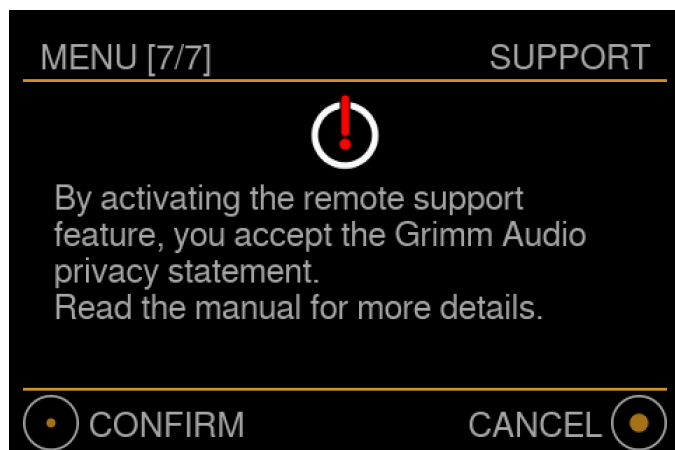 MENU [7/7] SUPPORT
By activating the remote support
feature, you accept the Grimm Audio
privacy statement.
Read the manual for more details.
CONFIRM CANCEL